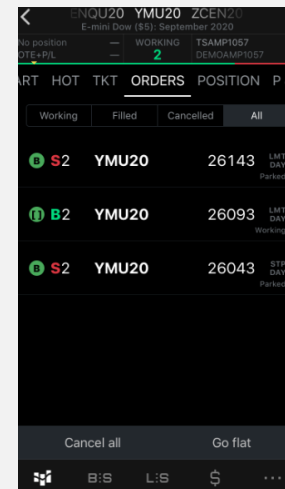 ENQU20 YMU20 ZCEN20
E-mini Dow ($5): September 2020
No position — WORKING TSAMP1057
OTE+P/L — 2 DEMOAMP1057
ART HOT TKT ORDERS POSITION P
Working Filled Cancelled All
B S2 YMU20 26143 LMT
DAY
Parked
B2 YMU20 26093 LMT
DAY
Working
B S2 YMU20 26043 STP
DAY
Parked
Cancel all Go flat
B:S L:S $ ...